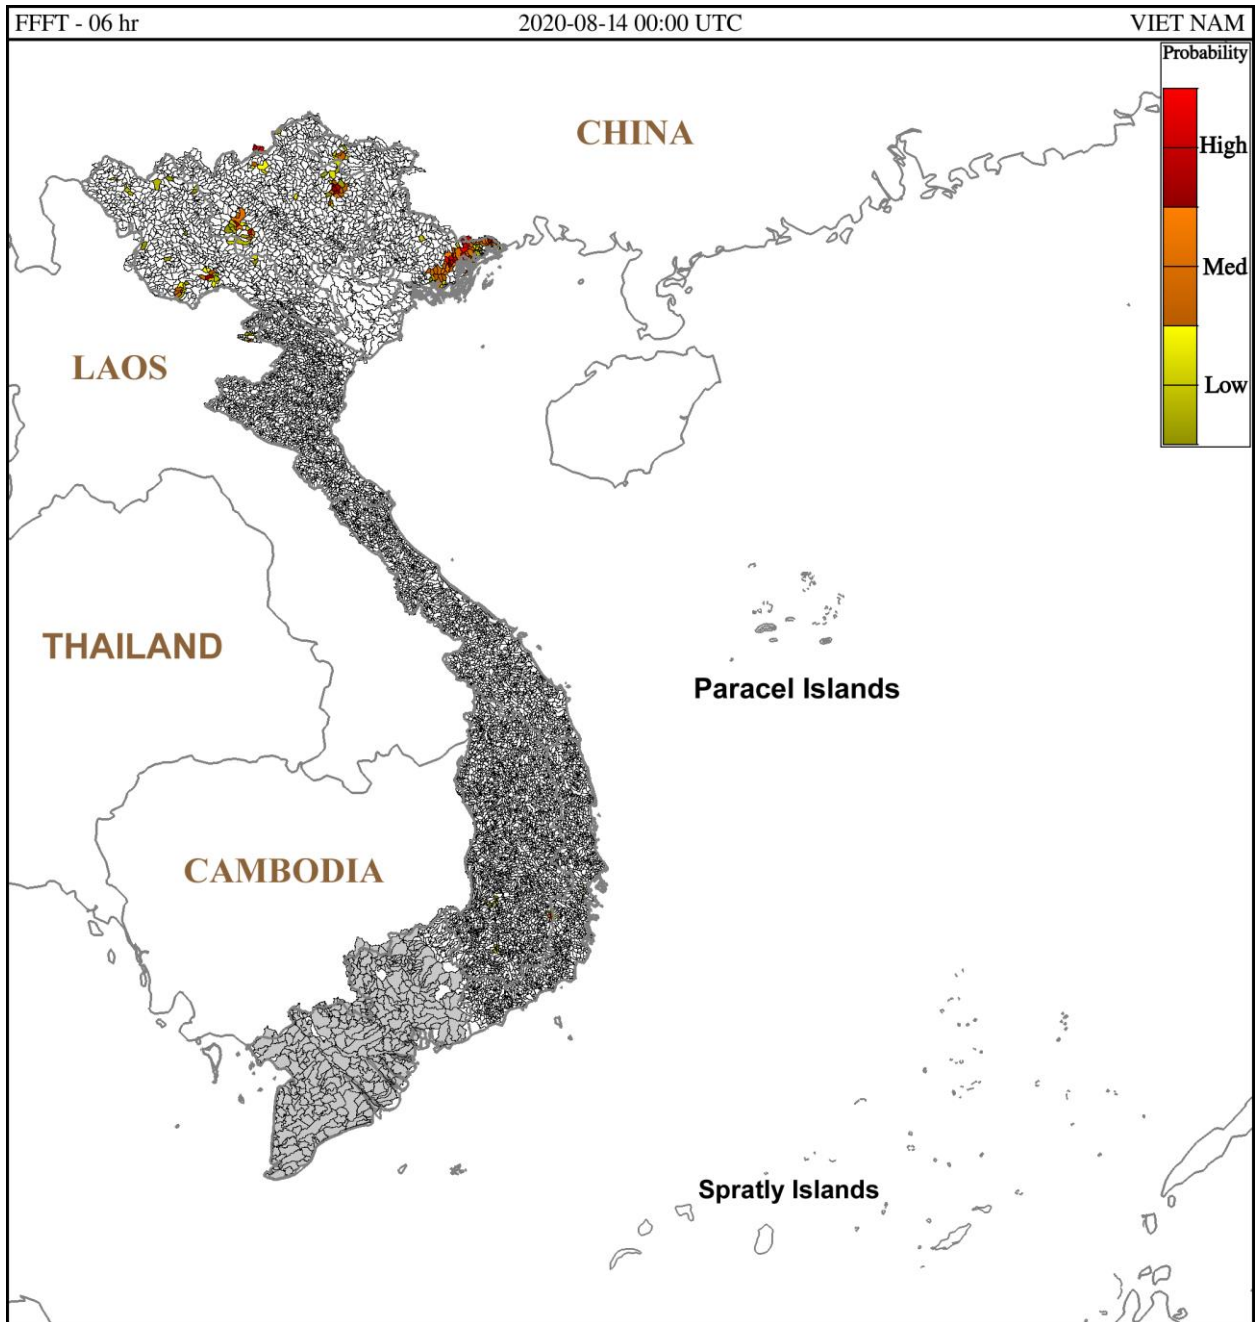 FFFT - 06 hr
2020-08-14 00:00 UTC
VIET NAM
Probability
CHINA
High
Med
LAOS
Low
THAILAND
Paracel Islands
CAMBODIA
Spratly Islands